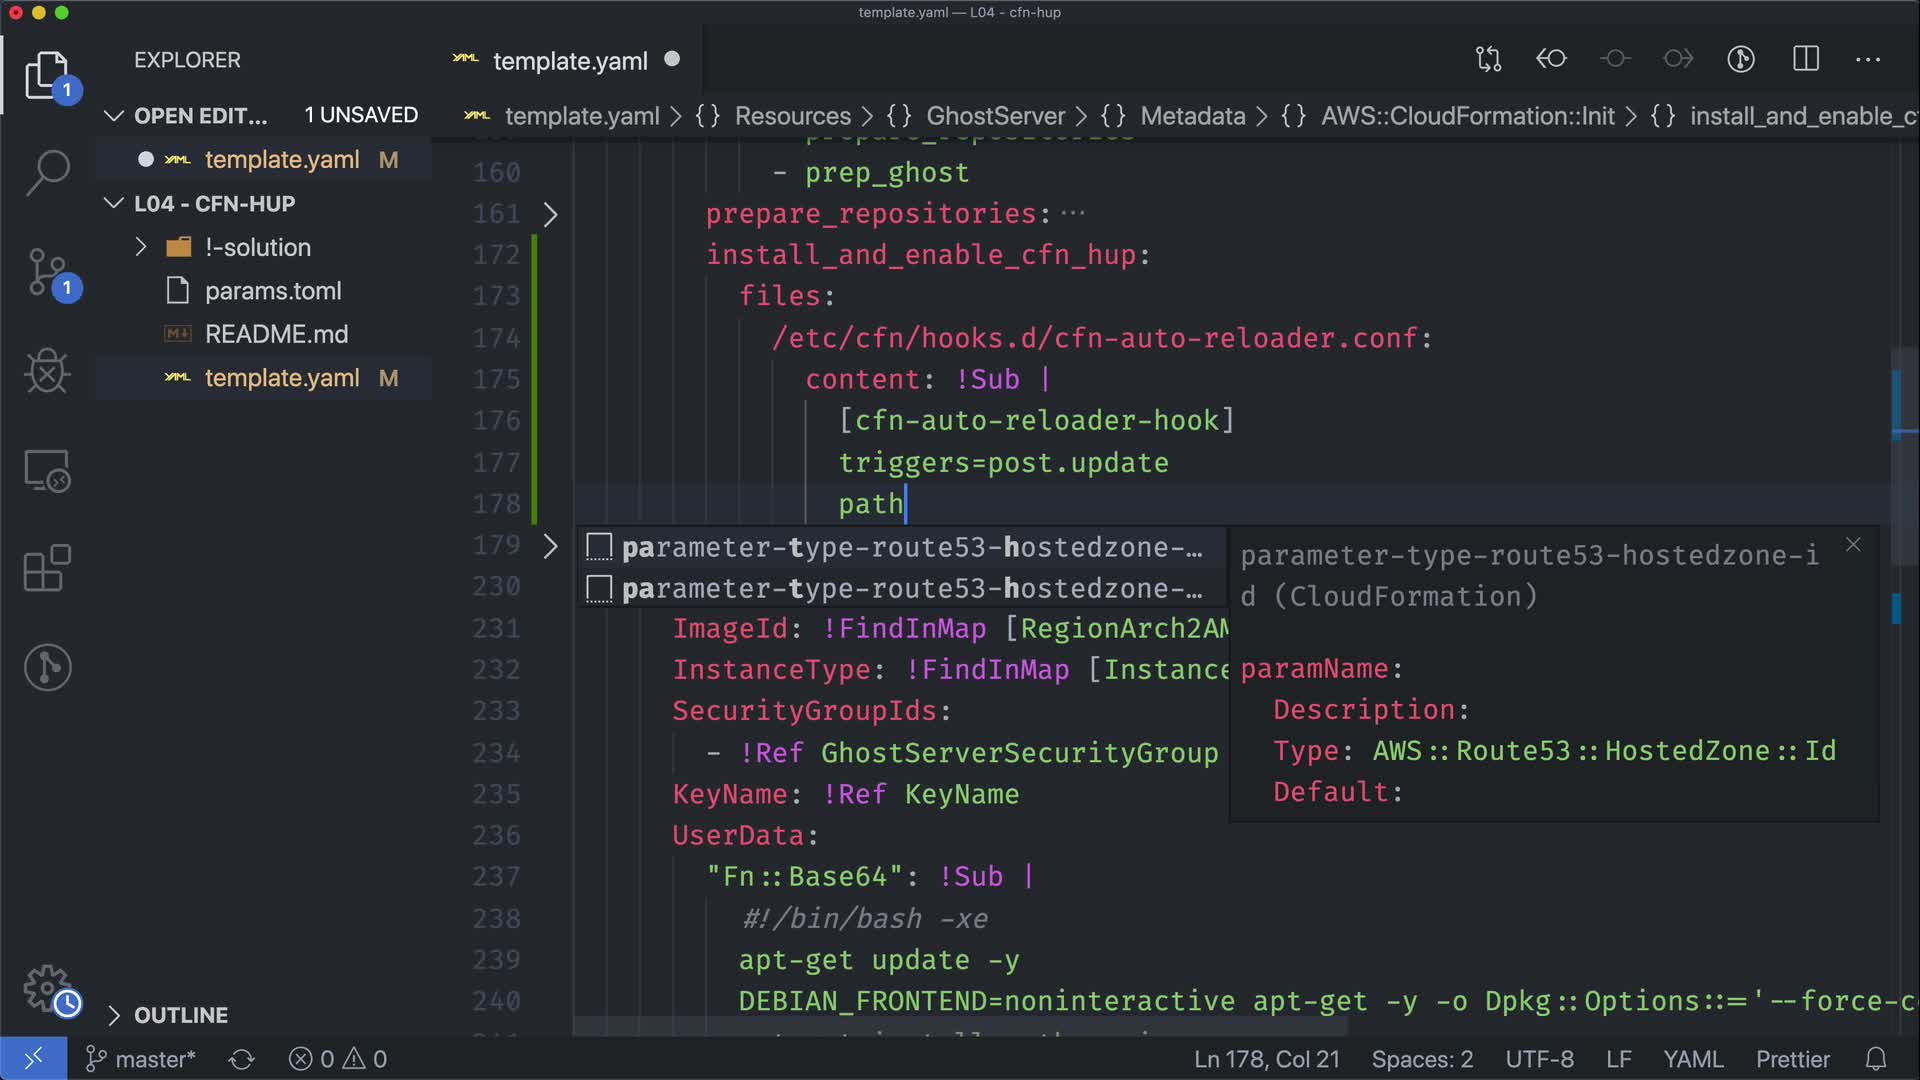 template.yaml — L04 - cfn-hup
EXPLORER
template.yaml
1
OPEN EDIT... 1 UNSAVED
template.yaml > {} Resources > {} GhostServer > {} Metadata > {} AWS::CloudFormation::Init > {} install_and_enable_c
template.yaml M
L04 - CFN-HUP
!-solution
params.toml
README.md
template.yaml M
1
OUTLINE
prepare_repositories
160 - prep_ghost
161 prepare_repositories: ···
172 install_and_enable_cfn_hup:
173 files:
174 /etc/cfn/hooks.d/cfn-auto-reloader.conf:
175 content: !Sub |
176 [cfn-auto-reloader-hook]
177 triggers=post.update
178 path
179 parameter-type-route53-hostedzone-…
230 parameter-type-route53-hostedzone-…
parameter-type-route53-hostedzone-i
d (CloudFormation)
paramName:
Description:
Type: AWS::Route53::HostedZone::Id
Default:
231 ImageId: !FindInMap [RegionArch2AM
232 InstanceType: !FindInMap [Instance
233 SecurityGroupIds:
234 - !Ref GhostServerSecurityGroup
235 KeyName: !Ref KeyName
236 UserData:
237 "Fn::Base64": !Sub |
238 #!/bin/bash -xe
239 apt-get update -y
240 DEBIAN_FRONTEND=noninteractive apt-get -y -o Dpkg::Options::='--force-c
master* 0 0 Ln 178, Col 21 Spaces: 2 UTF-8 LF YAML Prettier